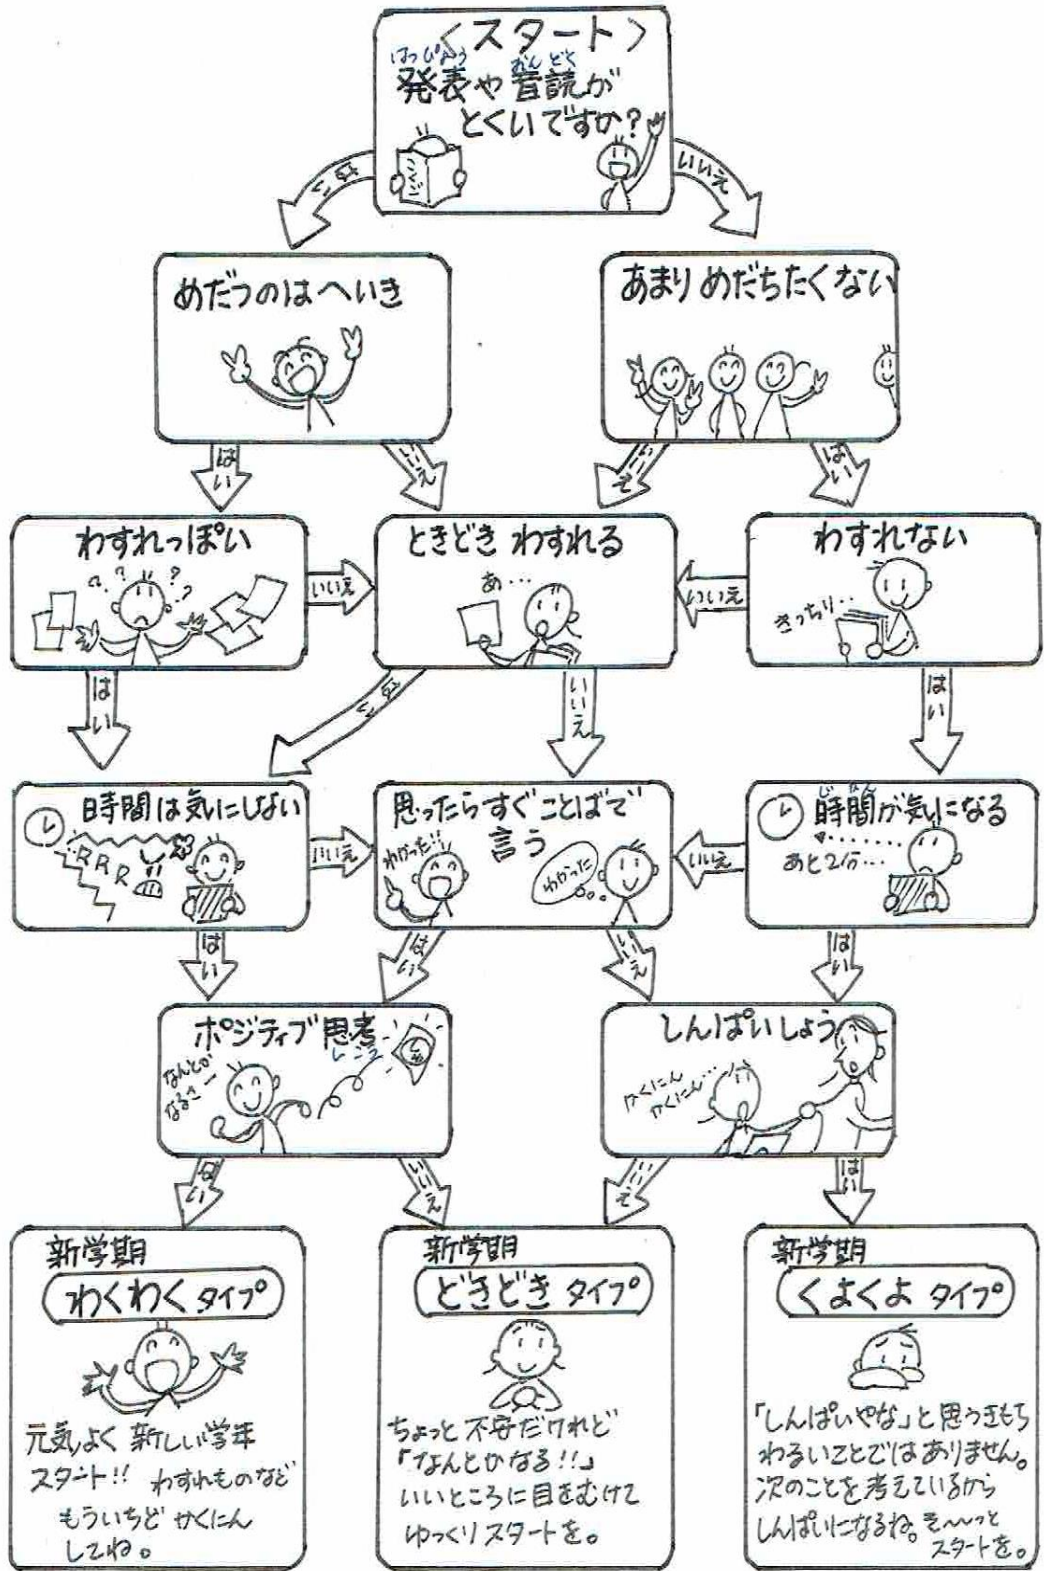 ＜スタート＞
はっぴょう おんどく
発表や音読が
とくいですか？
こくご
はい
いいえ
めだつのはへいき
あまり めだちたくない
はい
いいえ
いいえ
はい
わすれっぽい
? ? ? ?
いいえ
ときどき わすれる
あ…
いいえ
わすれない
きっちり…
はい
はい
いいえ
はい
時間は気にしない
RRR
いいえ
思ったらすぐことばで
言う
わかった!!
わかった
いいえ
じかん
時間が気になる
あと2分…
はい
はい
いいえ
はい
ポジティブ思考
しこう
なんとか
なるさー
しんぱいしょう
かくにん
かくにん…
はい
いいえ
いいえ
はい
新学期
わくわくタイプ
元気よく 新しい学年
スタート!! わすれものなど
もういちど かくにん
してね。
新学期
どきどきタイプ
ちょっと不安だけれど
「なんとかなる!!」
いいところに目をむけて
ゆっくりスタートを。
新学期
くよくよ タイプ
「しんぱいやな」と思うきもち
わるいことではありません。
次のことを考えているから
しんぱいになるね。そ〜〜っと
スタートを。